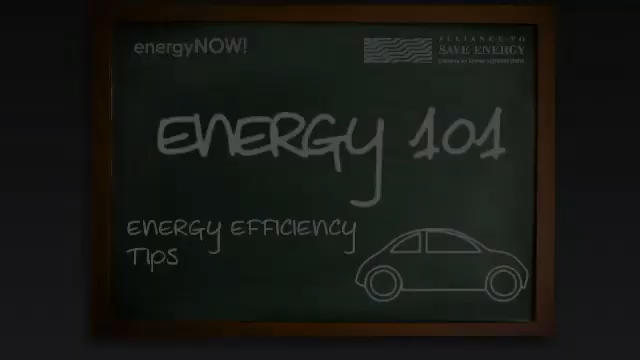 energyNOW!
ALLIANCE TO
SAVE ENERGY
ENERGY 101
ENERGY EFFICIENCY
TIPS